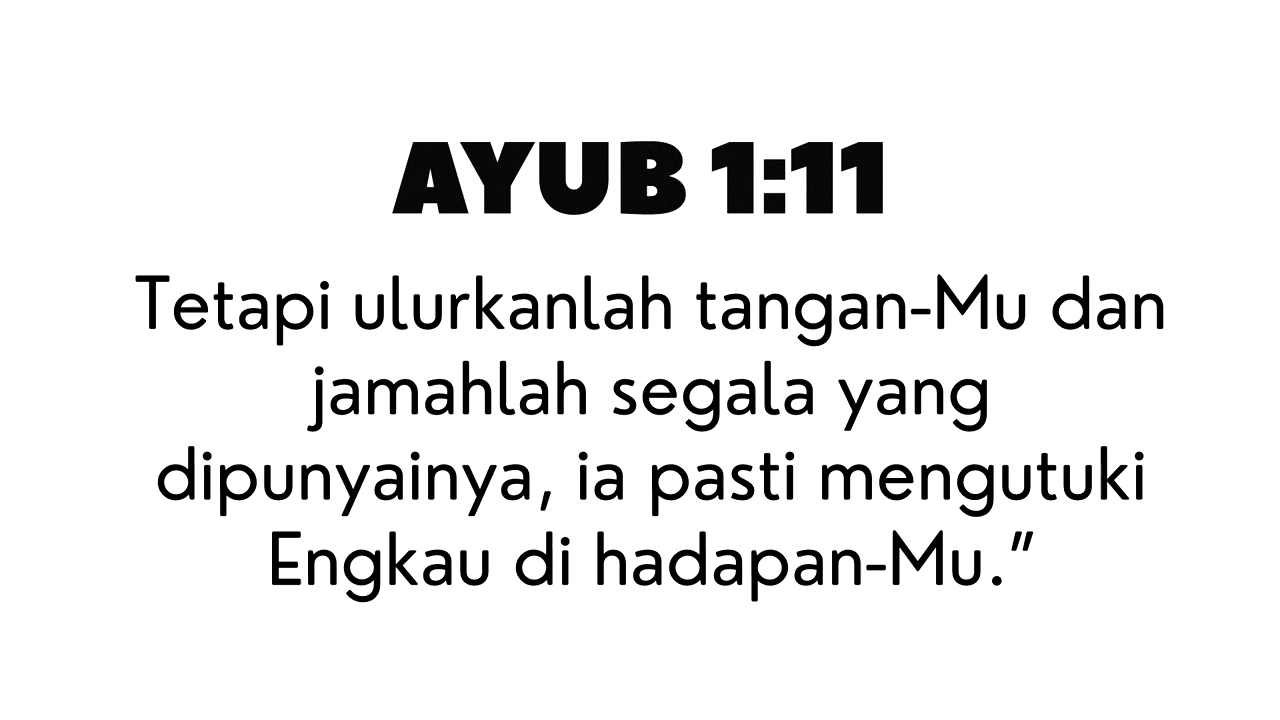 AYUB 1:11
Tetapi ulurkanlah tangan-Mu dan
jamahlah segala yang
dipunyainya, ia pasti mengutuki
Engkau di hadapan-Mu.”